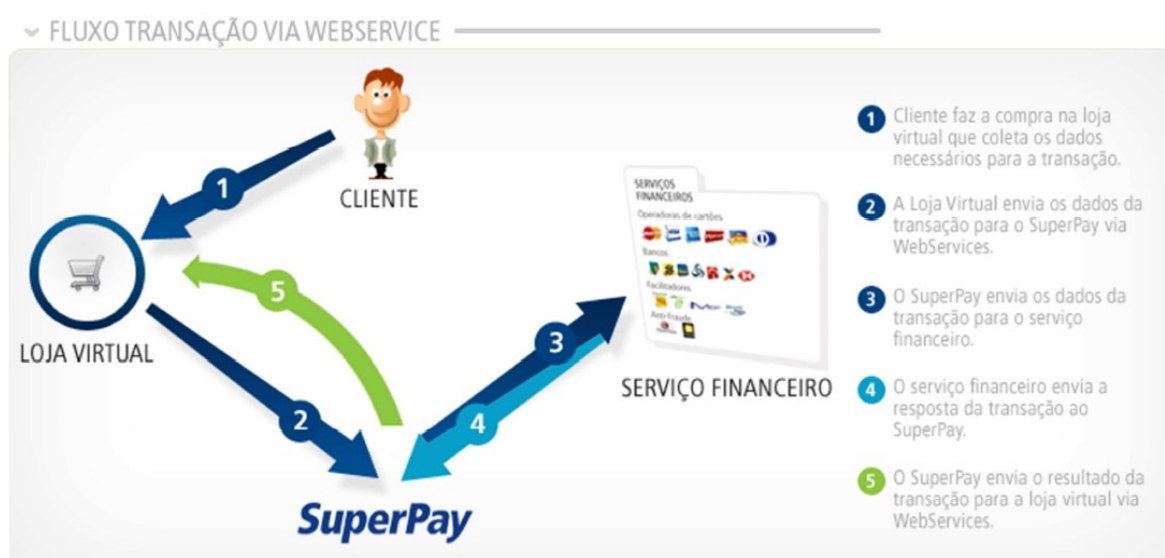 FLUXO TRANSAÇÃO VIA WEBSERVICE
CLIENTE
1
LOJA VIRTUAL
5
2
3
4
SuperPay
SERVIÇOS
FINANCEIROS
Operadoras de cartões
Bancos
Facilitadores
Anti-Fraude
SERVIÇO FINANCEIRO
1 Cliente faz a compra na loja
virtual que coleta os dados
necessários para a transação.
2 A Loja Virtual envia os dados da
transação para o SuperPay via
WebServices.
3 O SuperPay envia os dados da
transação para o serviço
financeiro.
4 O serviço financeiro envia a
resposta da transação ao
SuperPay.
5 O SuperPay envia o resultado da
transação para a loja virtual via
WebServices.